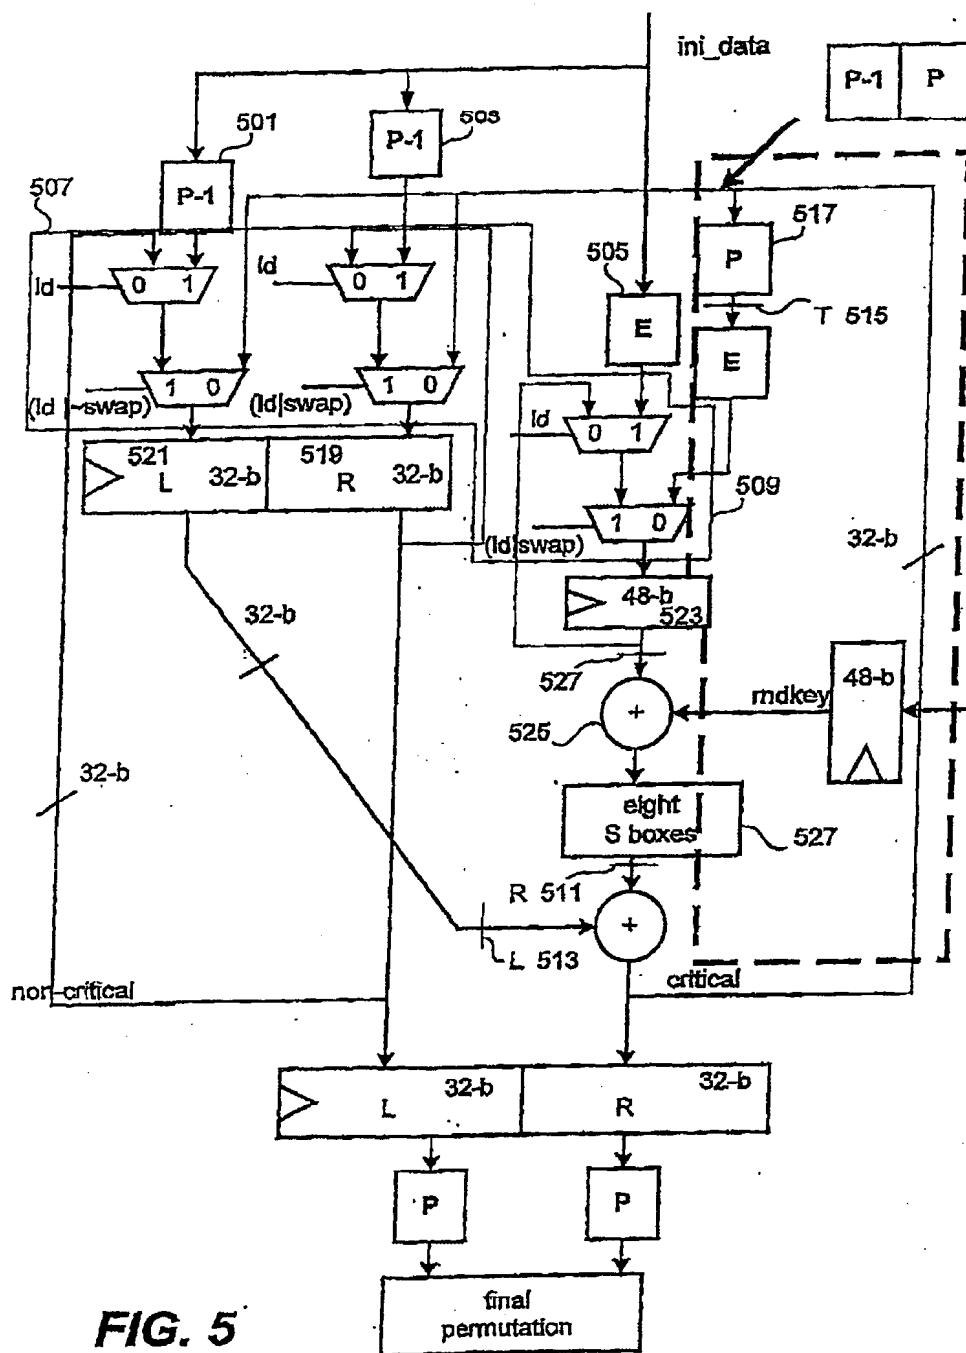 ini_data
P-1 P
501
503
P-1
507
P-1
517
505
P
ld 0 1
ld 0 1
T 515
E
E
1 0
1 0
(ld|~swap)
(ld|swap)
ld 0 1
521
L 32-b
519
R 32-b
509
1 0
(ld|swap)
32-b
48-b
523
32-b
527
rndkey
48-b
525
+
32-b
eight
S boxes
527
R 511
+
L 513
non-critical
critical
32-b
L
32-b
R
P
P
final
permutation
FIG. 5